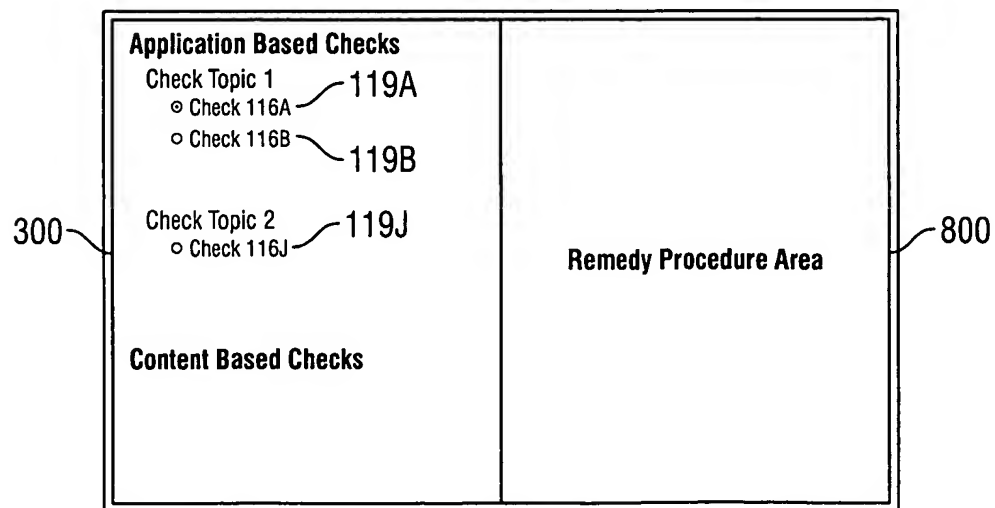 Application Based Checks
Check Topic 1
119A
Check 116A
Check 116B
119B
Check Topic 2
119J
Check 116J
300
800
Remedy Procedure Area
Content Based Checks